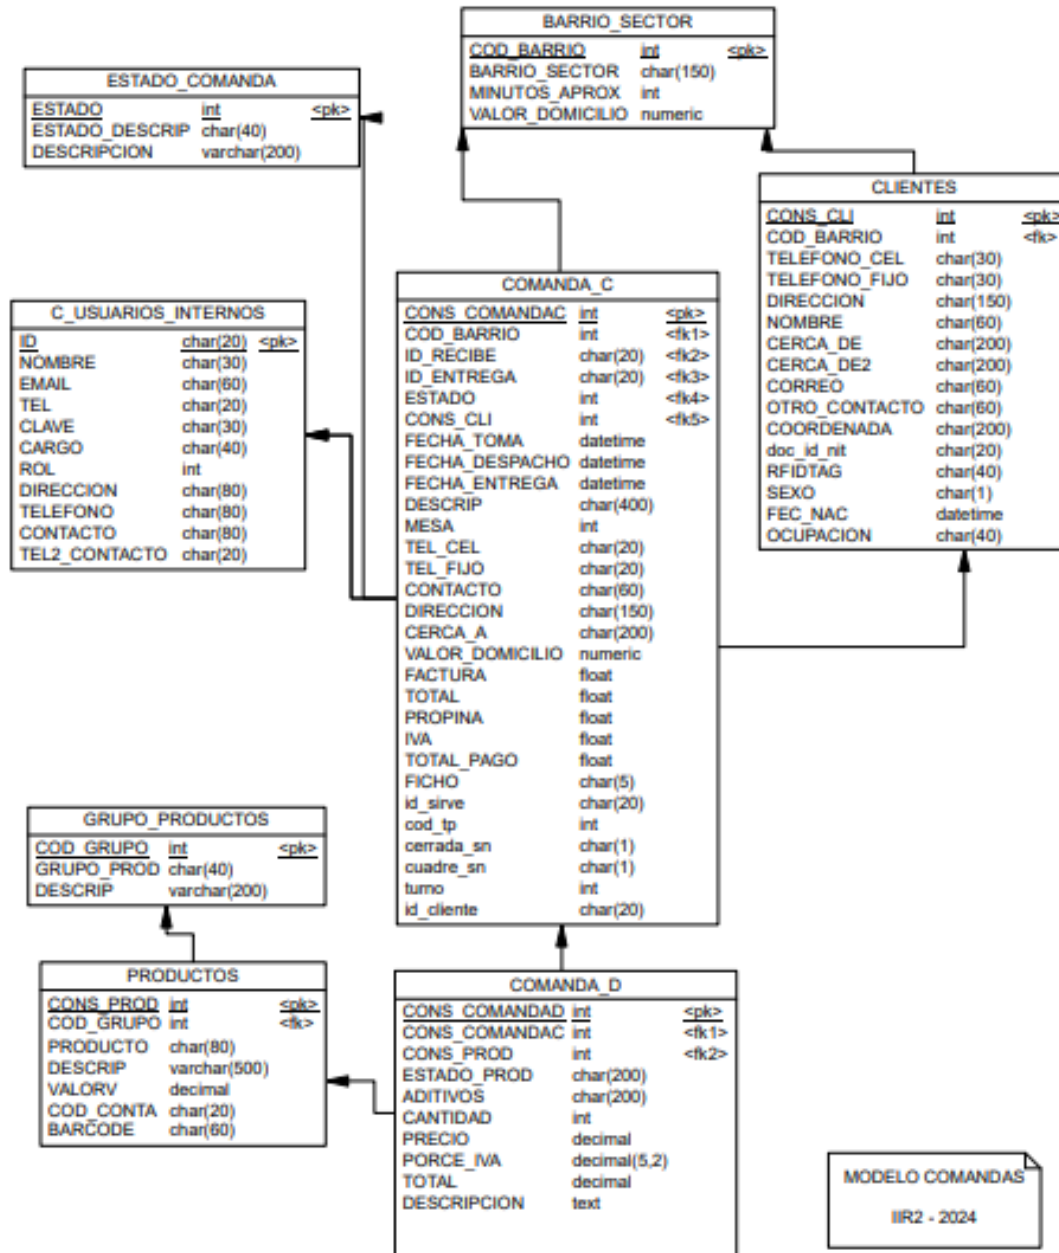 BARRIO_SECTOR
COD_BARRIO int <pk>
BARRIO_SECTOR char(150)
MINUTOS_APROX int
VALOR_DOMICILIO numeric
ESTADO_COMANDA
ESTADO int <pk>
ESTADO_DESCRIP char(40)
DESCRIPCION varchar(200)
CLIENTES
CONS_CLI int <pk>
COD_BARRIO int <fk>
TELEFONO_CEL char(30)
TELEFONO_FIJO char(30)
DIRECCION char(150)
NOMBRE char(60)
CERCA_DE char(200)
CERCA_DE2 char(200)
CORREO char(60)
OTRO_CONTACTO char(60)
COORDENADA char(200)
doc_id_nit char(20)
RFIDTAG char(40)
SEXO char(1)
FEC_NAC datetime
OCUPACION char(40)
C_USUARIOS_INTERNOS
ID char(20) <pk>
NOMBRE char(30)
EMAIL char(60)
TEL char(20)
CLAVE char(30)
CARGO char(40)
ROL int
DIRECCION char(80)
TELEFONO char(80)
CONTACTO char(80)
TEL2_CONTACTO char(20)
COMANDA_C
CONS_COMANDAC int <pk>
COD_BARRIO int <fk1>
ID_RECIBE char(20) <fk2>
ID_ENTREGA char(20) <fk3>
ESTADO int <fk4>
CONS_CLI int <fk5>
FECHA_TOMA datetime
FECHA_DESPACHO datetime
FECHA_ENTREGA datetime
DESCRIP char(400)
MESA int
TEL_CEL char(20)
TEL_FIJO char(20)
CONTACTO char(60)
DIRECCION char(150)
CERCA_A char(200)
VALOR_DOMICILIO numeric
FACTURA float
TOTAL float
PROPINA float
IVA float
TOTAL_PAGO float
FICHO char(5)
id_sirve char(20)
cod_tp int
cerrada_sn char(1)
cuadre_sn char(1)
turno int
id_cliente char(20)
GRUPO_PRODUCTOS
COD_GRUPO int <pk>
GRUPO_PROD char(40)
DESCRIP varchar(200)
PRODUCTOS
CONS_PROD int <pk>
COD_GRUPO int <fk>
PRODUCTO char(80)
DESCRIP varchar(500)
VALORV decimal
COD_CONTA char(20)
BARCODE char(60)
COMANDA_D
CONS_COMANDAD int <pk>
CONS_COMANDAC int <fk1>
CONS_PROD int <fk2>
ESTADO_PROD char(200)
ADITIVOS char(200)
CANTIDAD int
PRECIO decimal
PORCE_IVA decimal(5,2)
TOTAL decimal
DESCRIPCION text
MODELO COMANDAS
IIR2 - 2024